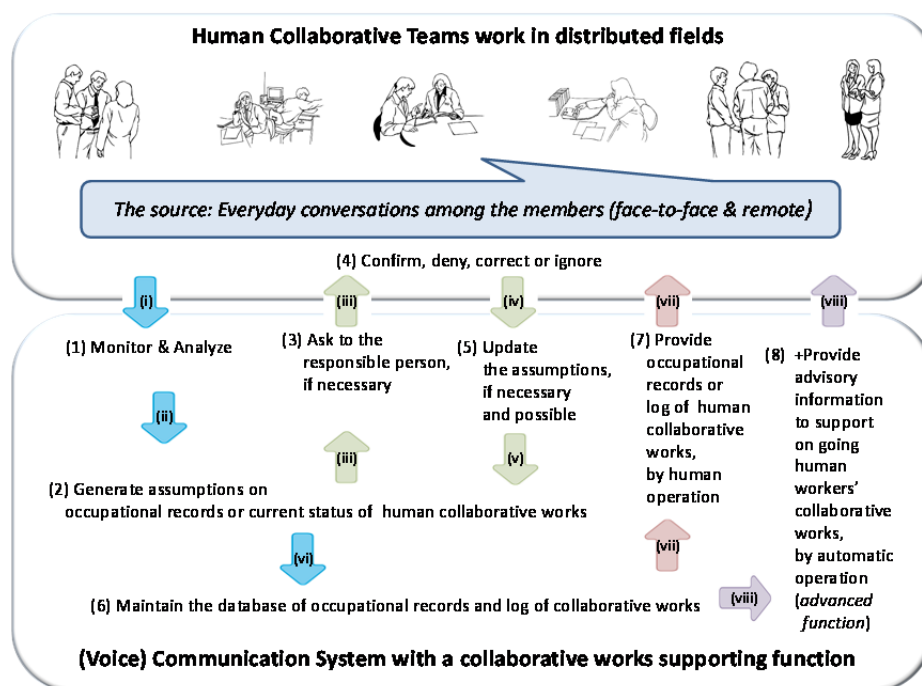 Human Collaborative Teams work in distributed fields
The source: Everyday conversations among the members (face-to-face & remote)
(4) Confirm, deny, correct or ignore
(i)
(iii)
(iv)
(vii)
(viii)
(1) Monitor & Analyze
(3) Ask to the
responsible person,
if necessary
(5) Update
the assumptions,
if necessary
and possible
(7) Provide
occupational
records or
log of human
collaborative
works,
by human
operation
(8) +Provide
advisory
information
to support
on going
human
workers'
collaborative
works,
by automatic
operation
(advanced
function)
(ii)
(iii)
(v)
(2) Generate assumptions on
occupational records or current status of human collaborative works
(vi)
(vii)
(6) Maintain the database of occupational records and log of collaborative works
(viii)
(Voice) Communication System with a collaborative works supporting function